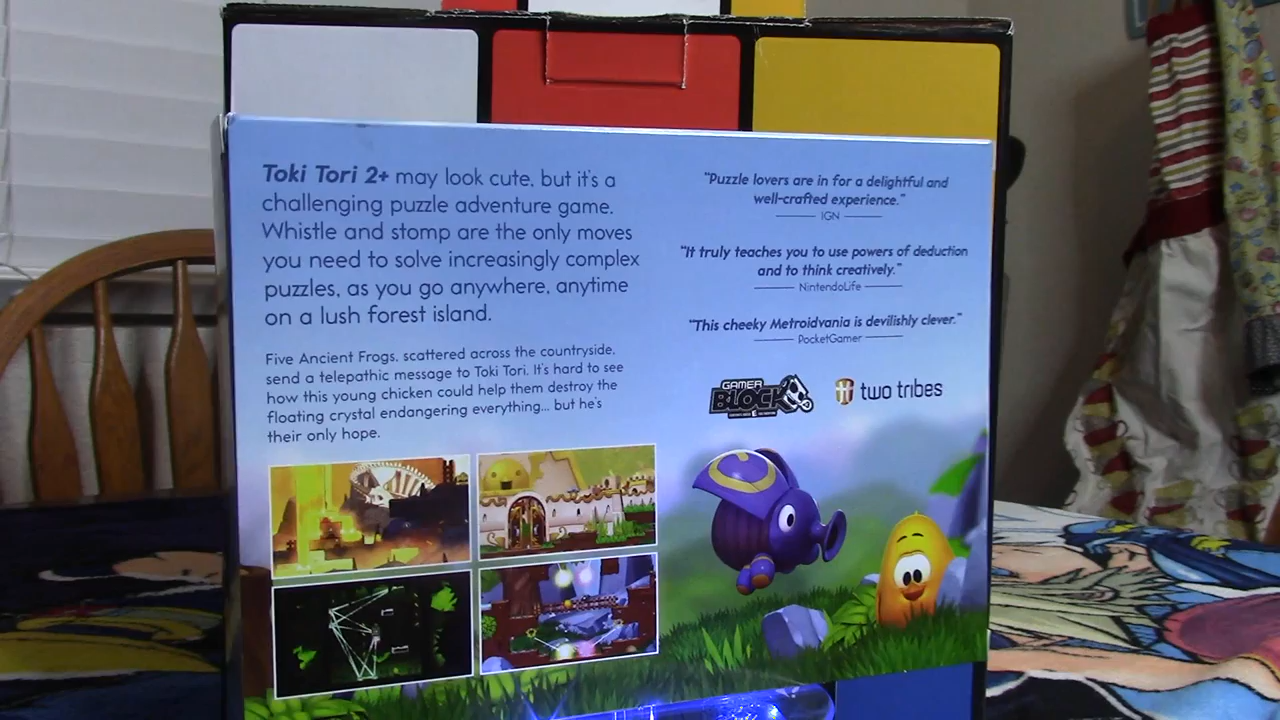 Toki Tori 2+ may look cute, but it's a
challenging puzzle adventure game.
Whistle and stomp are the only moves
you need to solve increasingly complex
puzzles, as you go anywhere, anytime
on a lush forest island.
Five Ancient Frogs, scattered across the countryside,
send a telepathic message to Toki Tori. It's hard to see
how this young chicken could help them destroy the
floating crystal endangering everything... but he's
their only hope.
"Puzzle lovers are in for a delightful and
well-crafted experience."
IGN
"It truly teaches you to use powers of deduction
and to think creatively."
NintendoLife
"This cheeky Metroidvania is devilishly clever."
PocketGamer
GAMER
BLOCK
two tribes